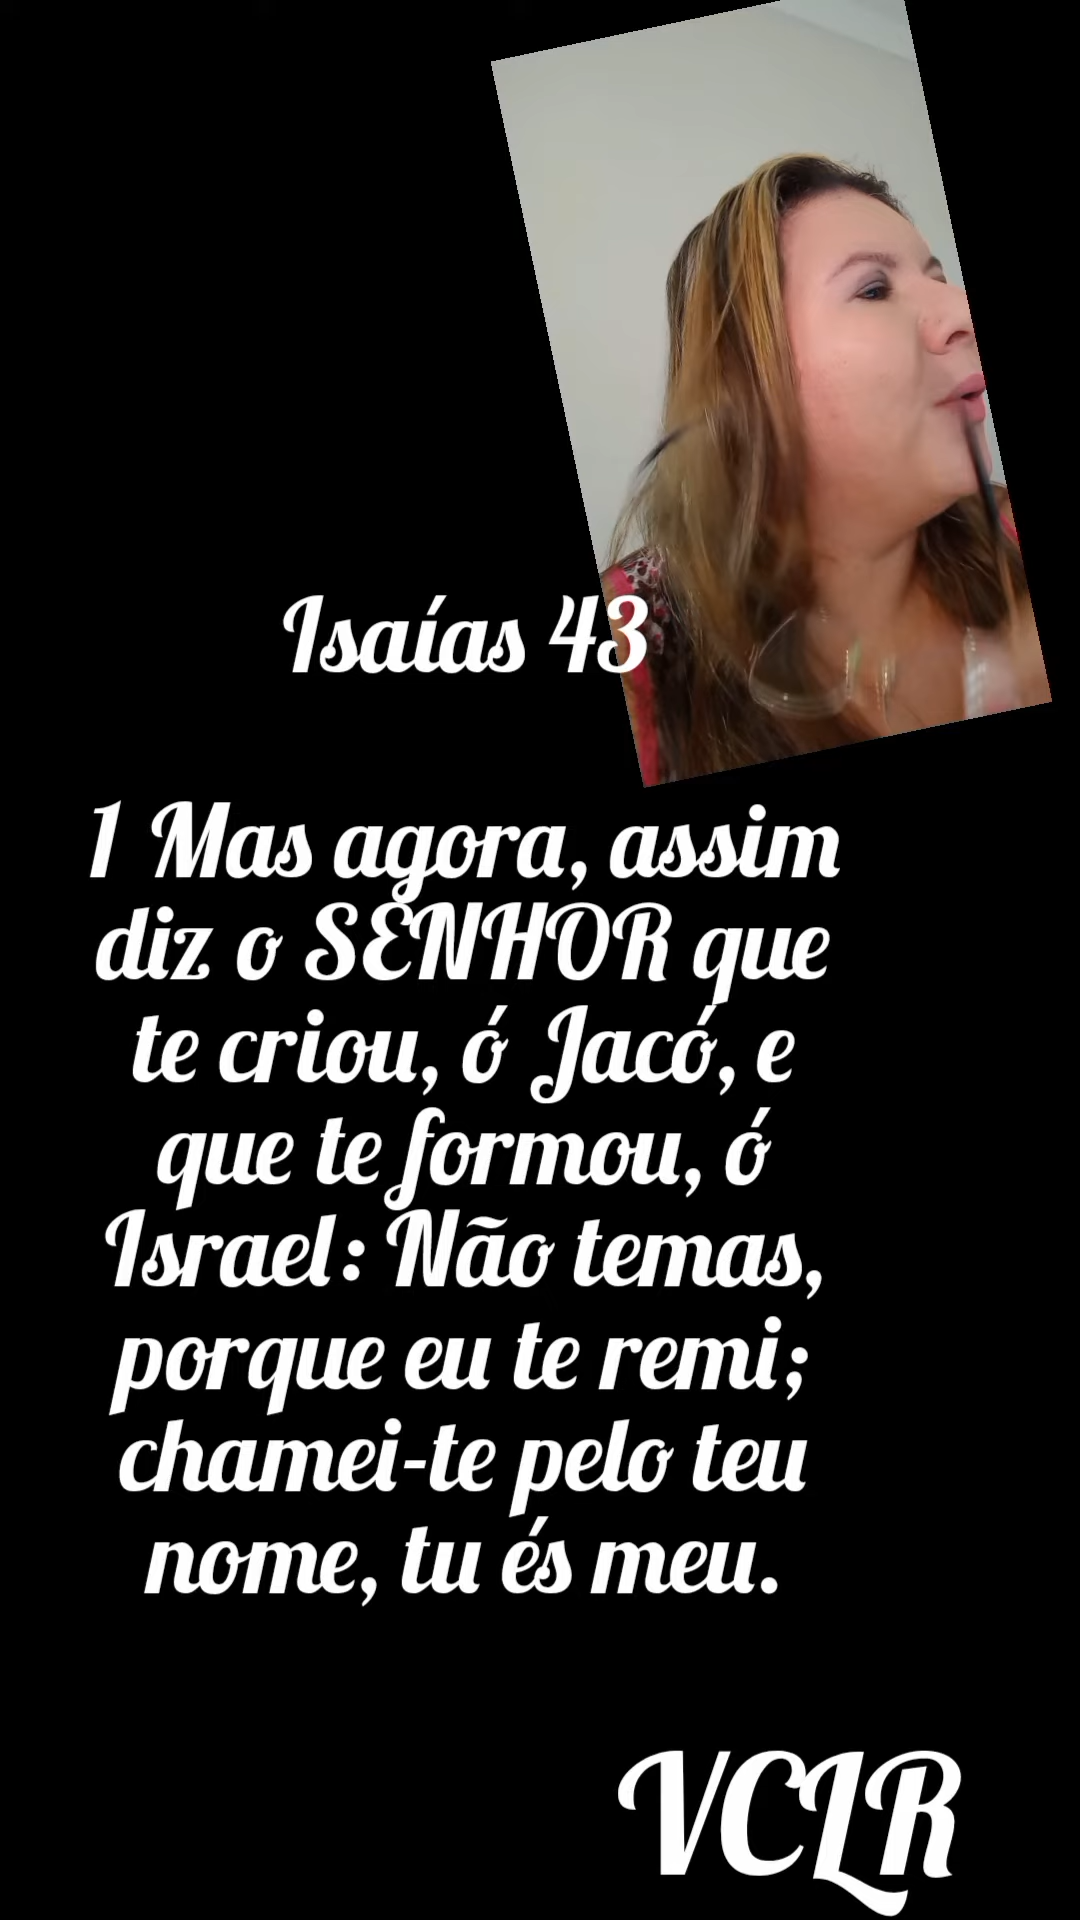 Isaías 43
1 Mas agora, assim
diz o SENHOR que
te criou, ó Jacó, e
que te formou, ó
Israel: Não temas,
porque eu te remi;
chamei-te pelo teu
nome, tu és meu.
VCLR